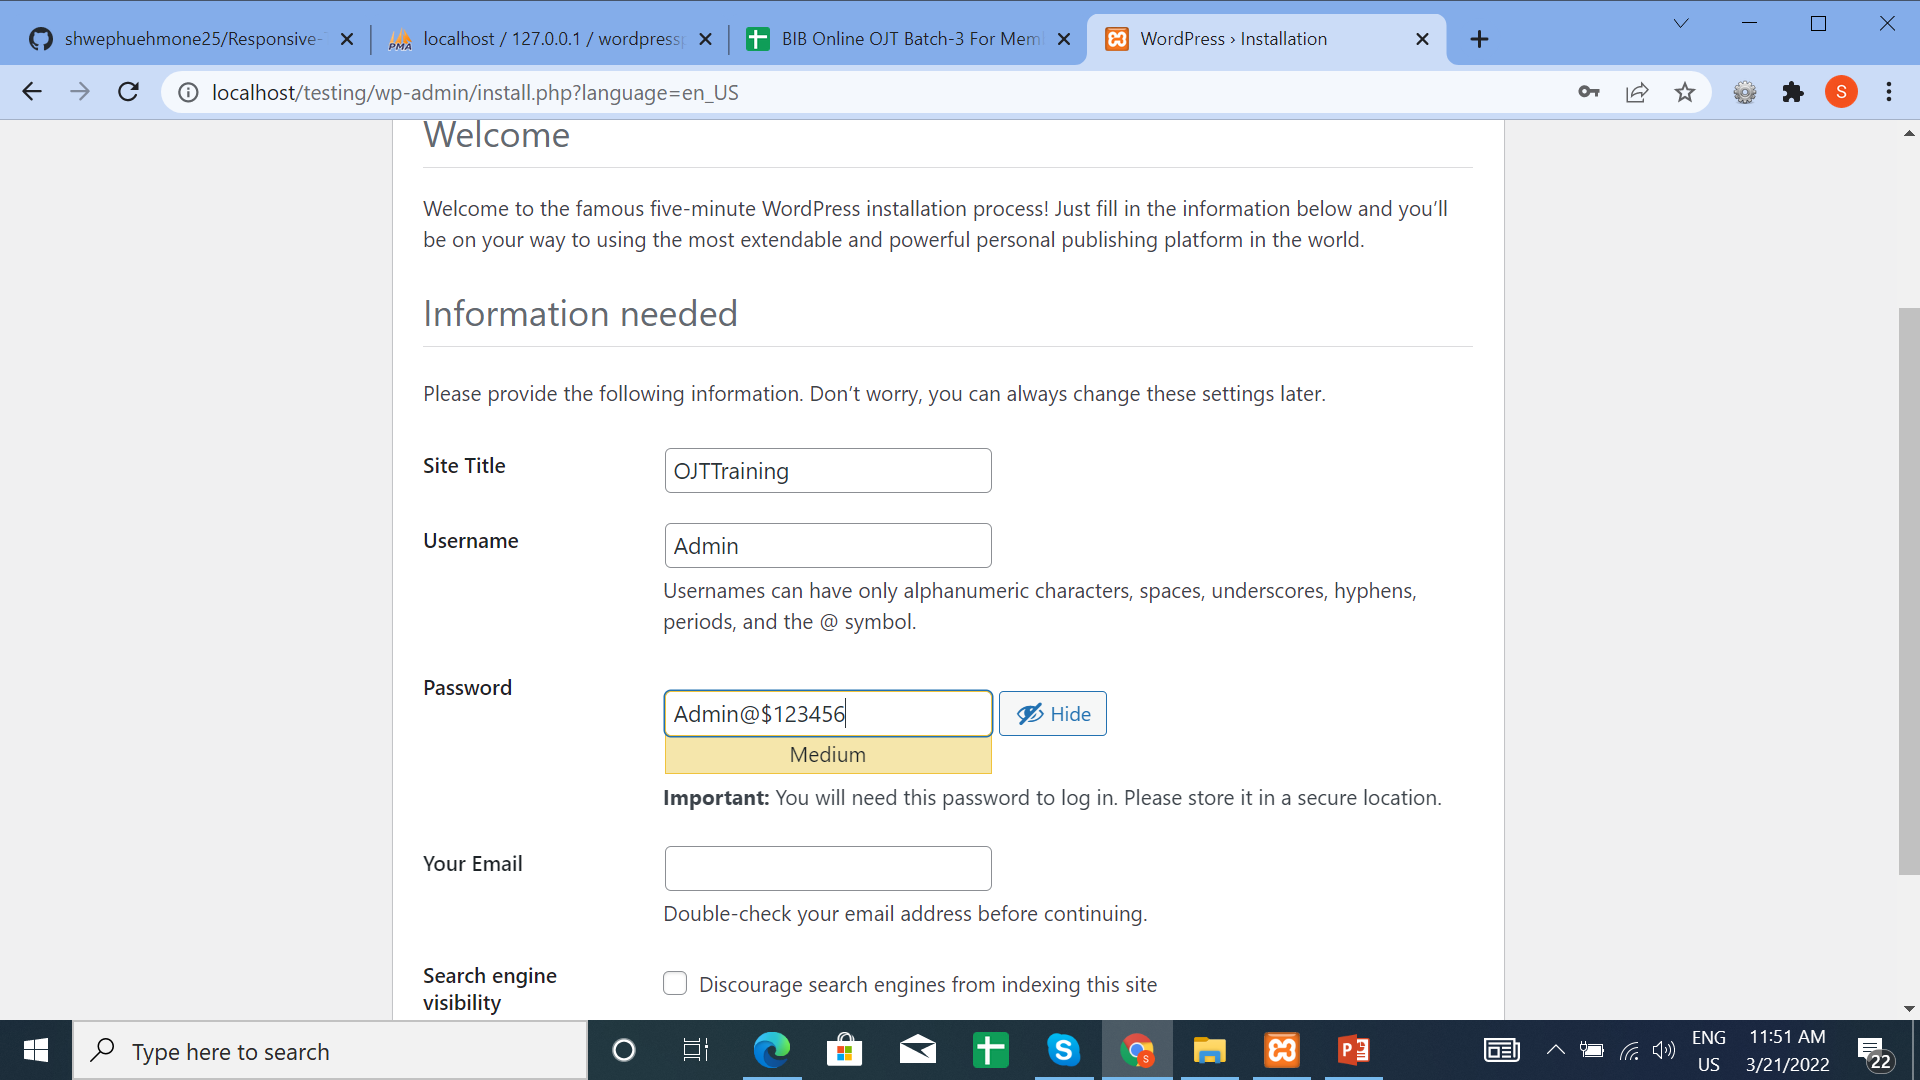 shwephuehmone25/Responsive-
PMA
localhost / 127.0.0.1 / wordpress
BIB Online OJT Batch-3 For Mem
WordPress › Installation
localhost/testing/wp-admin/install.php?language=en_US
S
Welcome
Welcome to the famous five-minute WordPress installation process! Just fill in the information below and you’ll
be on your way to using the most extendable and powerful personal publishing platform in the world.
Information needed
Please provide the following information. Don’t worry, you can always change these settings later.
Site Title
OJTTraining
Username
Admin
Usernames can have only alphanumeric characters, spaces, underscores, hyphens,
periods, and the @ symbol.
Password
Admin@$123456
Hide
Medium
Important: You will need this password to log in. Please store it in a secure location.
Your Email
Double-check your email address before continuing.
Search engine
visibility
Discourage search engines from indexing this site
Type here to search
S
S
P
ENG
US
11:51 AM
3/21/2022
22